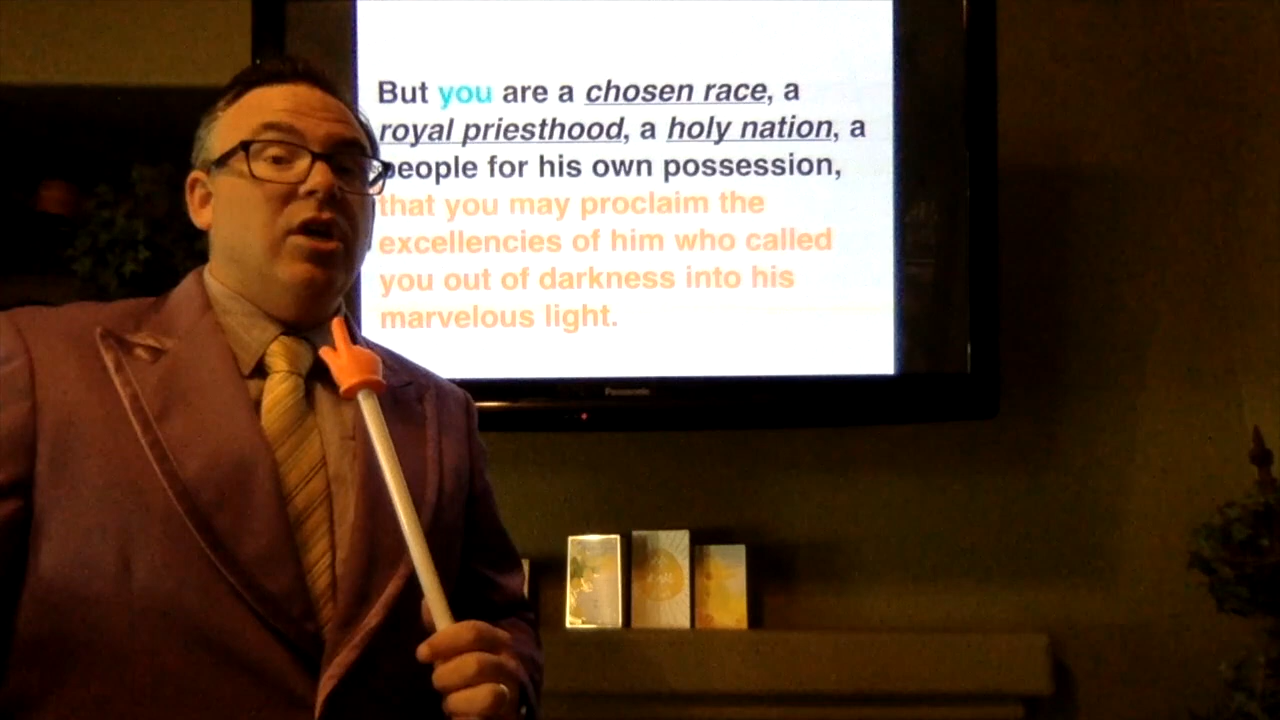 But you are a chosen race, a
royal priesthood, a holy nation, a
people for his own possession,
that you may proclaim the
excellencies of him who called
you out of darkness into his
marvelous light.
Panasonic